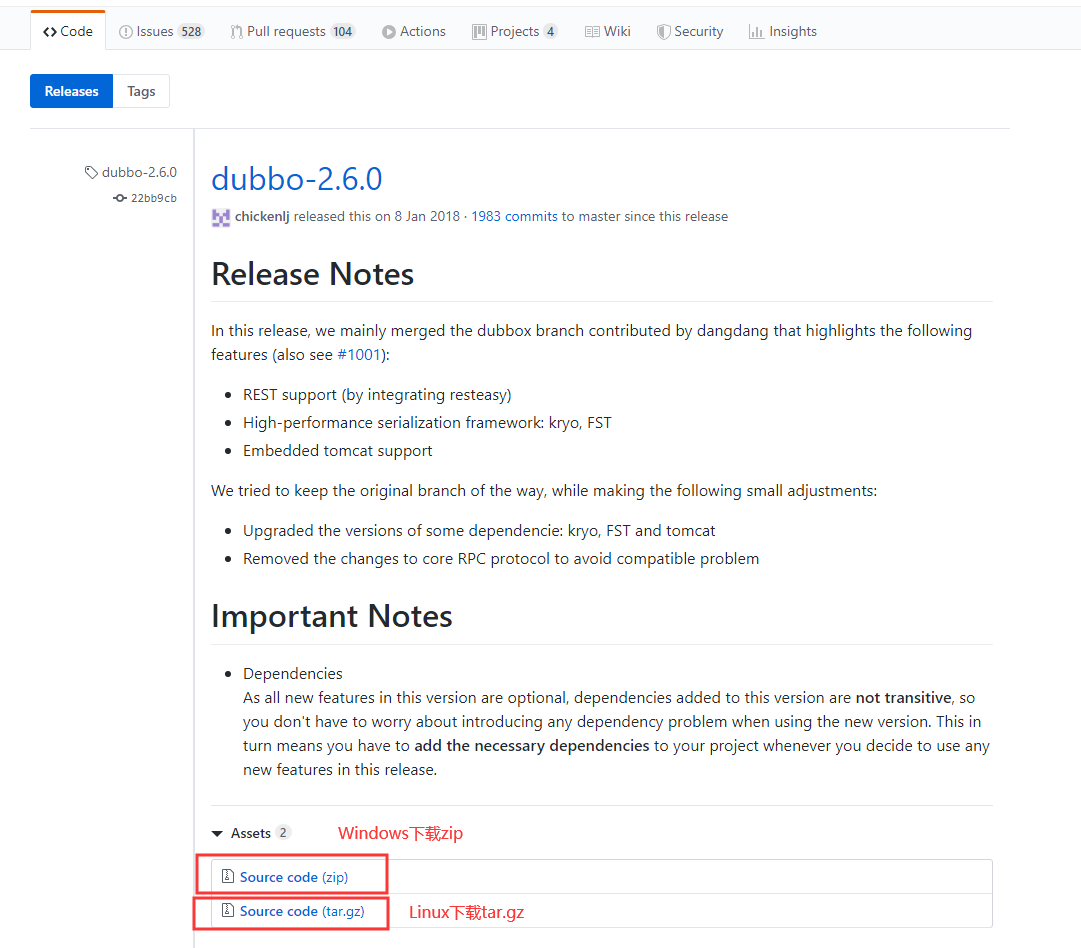 Code Issues 528 Pull requests 104 Actions Projects 4 Wiki Security Insights
Releases Tags
dubbo-2.6.0
22bb9cb
dubbo-2.6.0
chickenlj released this on 8 Jan 2018 · 1983 commits to master since this release
Release Notes
In this release, we mainly merged the dubbox branch contributed by dangdang that highlights the following
features (also see #1001):
REST support (by integrating resteasy)
High-performance serialization framework: kryo, FST
Embedded tomcat support
We tried to keep the original branch of the way, while making the following small adjustments:
Upgraded the versions of some dependencie: kryo, FST and tomcat
Removed the changes to core RPC protocol to avoid compatible problem
Important Notes
Dependencies
As all new features in this version are optional, dependencies added to this version are not transitive, so
you don't have to worry about introducing any dependency problem when using the new version. This in
turn means you have to add the necessary dependencies to your project whenever you decide to use any
new features in this release.
Assets 2 Windows下载zip
Source code (zip)
Source code (tar.gz) Linux下载tar.gz